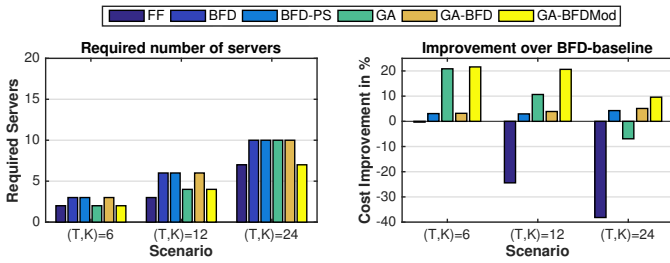 FF BFD BFD-PS GA GA-BFD GA-BFDMod
Required number of servers
Required Servers
20
15
10
5
0
(T,K)=6 (T,K)=12 (T,K)=24
Scenario
Improvement over BFD-baseline
Cost Improvement in %
20
10
0
-10
-20
-30
-40
(T,K)=6 (T,K)=12 (T,K)=24
Scenario